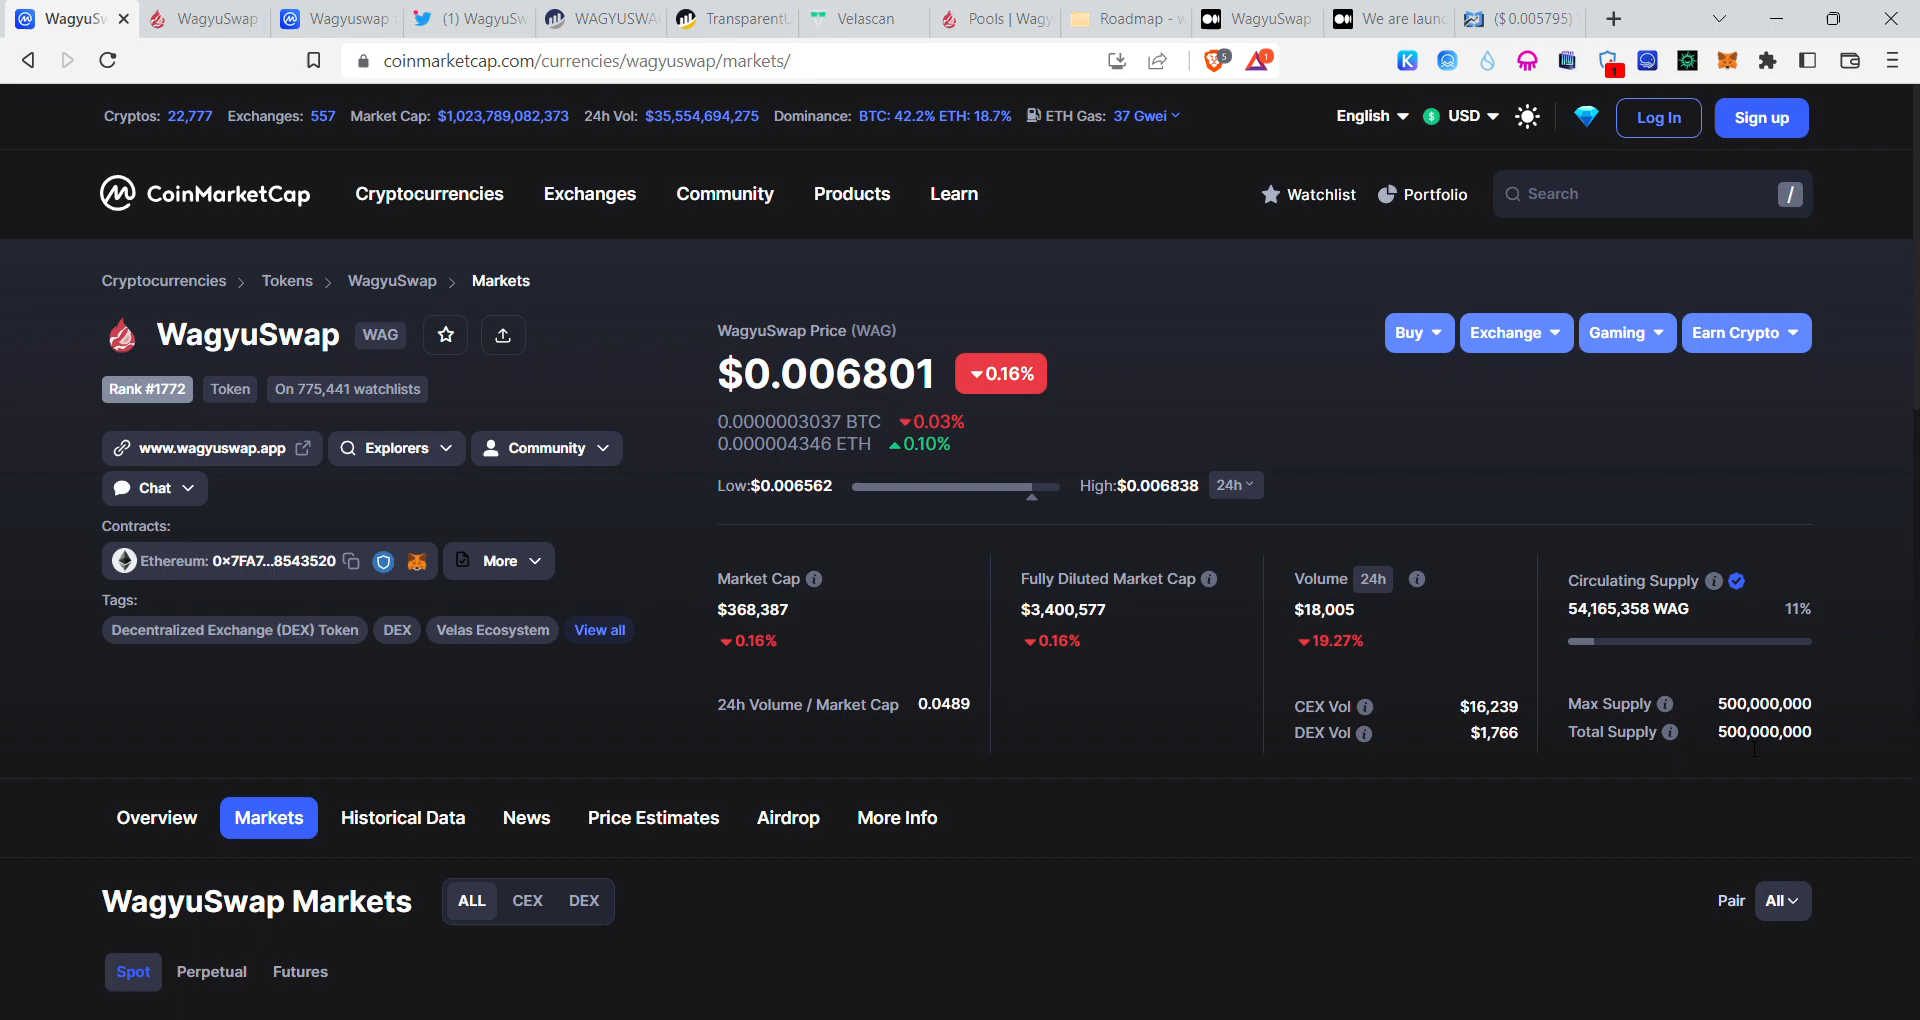 WagyuS
WagyuSwap
Wagyuswap
(1) WagyuSw
WAGYUSWA
TransparentU
Velascan
Pools | Wagy
Roadmap - w
WagyuSwap
We are launc
($0.005795)
coinmarketcap.com/currencies/wagyuswap/markets/
5
1
1
Cryptos: 22,777 Exchanges: 557 Market Cap: $1,023,789,082,373 24h Vol: $35,554,694,275 Dominance: BTC: 42.2% ETH: 18.7% ETH Gas: 37 Gwei
English
USD
Log In
Sign up
CoinMarketCap
Cryptocurrencies
Exchanges
Community
Products
Learn
Watchlist
Portfolio
Search
/
Cryptocurrencies > Tokens > WagyuSwap > Markets
WagyuSwap WAG
Rank #1772
Token
On 775,441 watchlists
www.wagyuswap.app
Explorers
Community
Chat
Contracts:
Ethereum: 0x7FA7...8543520
More
Tags:
Decentralized Exchange (DEX) Token
DEX
Velas Ecosystem
View all
WagyuSwap Price (WAG)
$0.006801 0.16%
0.0000003037 BTC 0.03%
0.000004346 ETH 0.10%
Low:$0.006562
High:$0.006838
24h
Buy
Exchange
Gaming
Earn Crypto
Market Cap
$368,387
0.16%
24h Volume / Market Cap 0.0489
Fully Diluted Market Cap
$3,400,577
0.16%
Volume 24h
$18,005
19.27%
CEX Vol $16,239
DEX Vol $1,766
Circulating Supply
54,165,358 WAG 11%
Max Supply 500,000,000
Total Supply 500,000,000
Overview
Markets
Historical Data
News
Price Estimates
Airdrop
More Info
WagyuSwap Markets
ALL
CEX
DEX
Pair
All
Spot
Perpetual
Futures